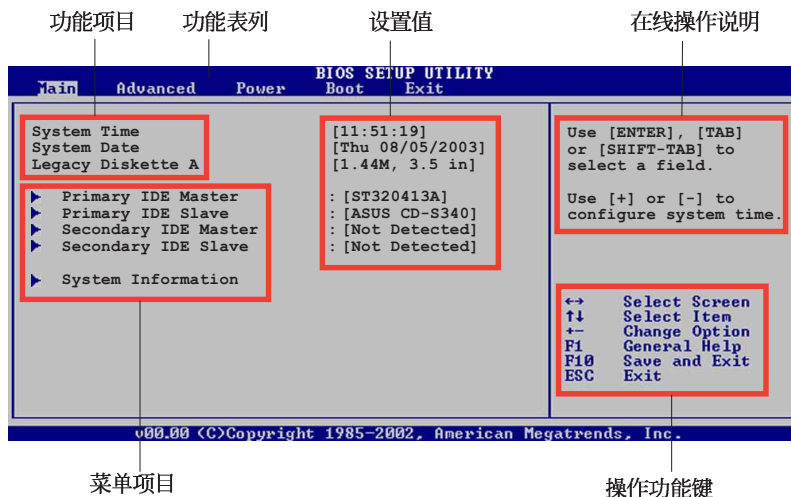 功能项目 功能表列 设置值 在线操作说明
BIOS SETUP UTILITY
Main Advanced Power Boot Exit
System Time [11:51:19]
System Date [Thu 08/05/2003]
Legacy Diskette A [1.44M, 3.5 in]
Primary IDE Master : [ST320413A]
Primary IDE Slave : [ASUS CD-S340]
Secondary IDE Master : [Not Detected]
Secondary IDE Slave : [Not Detected]
System Information
Use [ENTER], [TAB]
or [SHIFT-TAB] to
select a field.
Use [+] or [-] to
configure system time.
↔ Select Screen
↑↓ Select Item
+- Change Option
F1 General Help
F10 Save and Exit
ESC Exit
v00.00 (C)Copyright 1985-2002, American Megatrends, Inc.
菜单项目 操作功能键